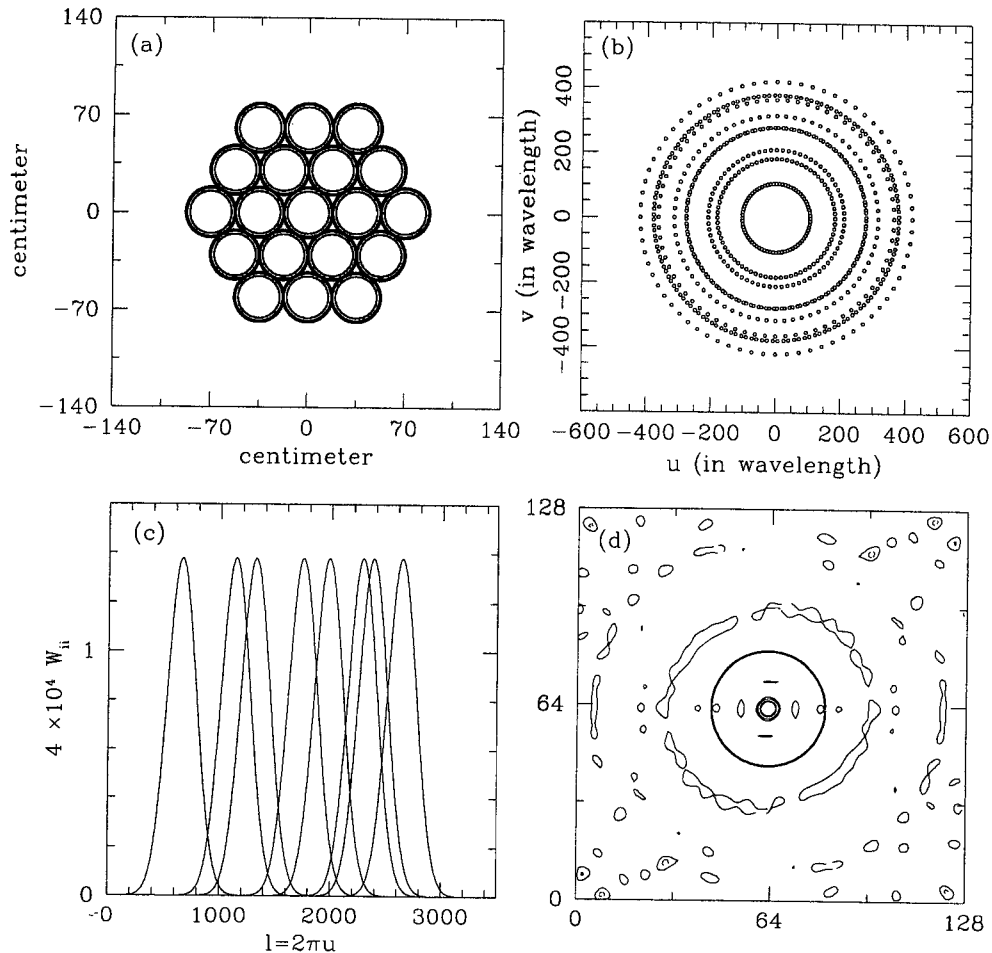 (a)
140
70
0
−70
−140
centimeter
−140 −70 0 70 140
centimeter
(b)
400
200
0
−200
−400
v (in wavelength)
−600 −400 −200 0 200 400 600
u (in wavelength)
(c)
1
0
4 ×10⁴ Wᵢᵢ
−0 1000 2000 3000
l=2πu
(d)
128
64
0
0 64 128